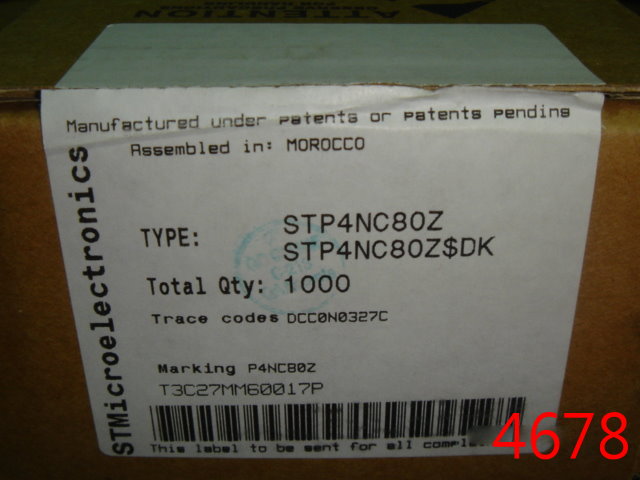 ATTENTION
Manufactured under patents or patents pending
Assembled in: MOROCCO
STMicroelectronics
TYPE: STP4NC80Z
STP4NC80Z$DK
Total Qty: 1000
Trace codes DCC0N0327C
Marking P4NC80Z
T3C27MM60017P
This label to be sent for all
4678